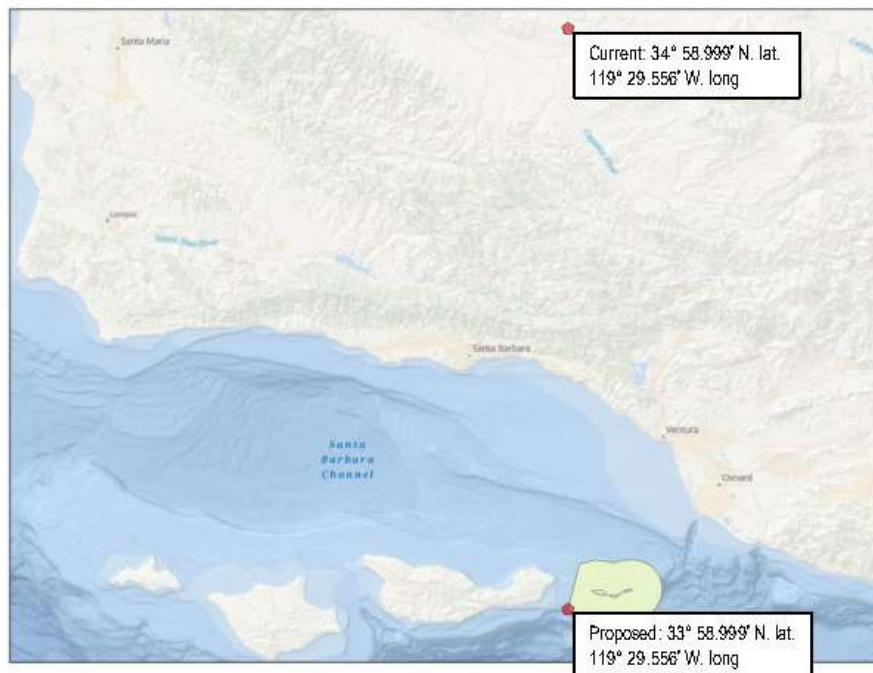 Santa Maria
Current: 34° 58.999' N. lat.
119° 29.556' W. long
Lompoc
Santa Barbara
Santa
Barbara
Channel
Ventura
Oxnard
Proposed: 33° 58.999' N. lat.
119° 29.556' W. long